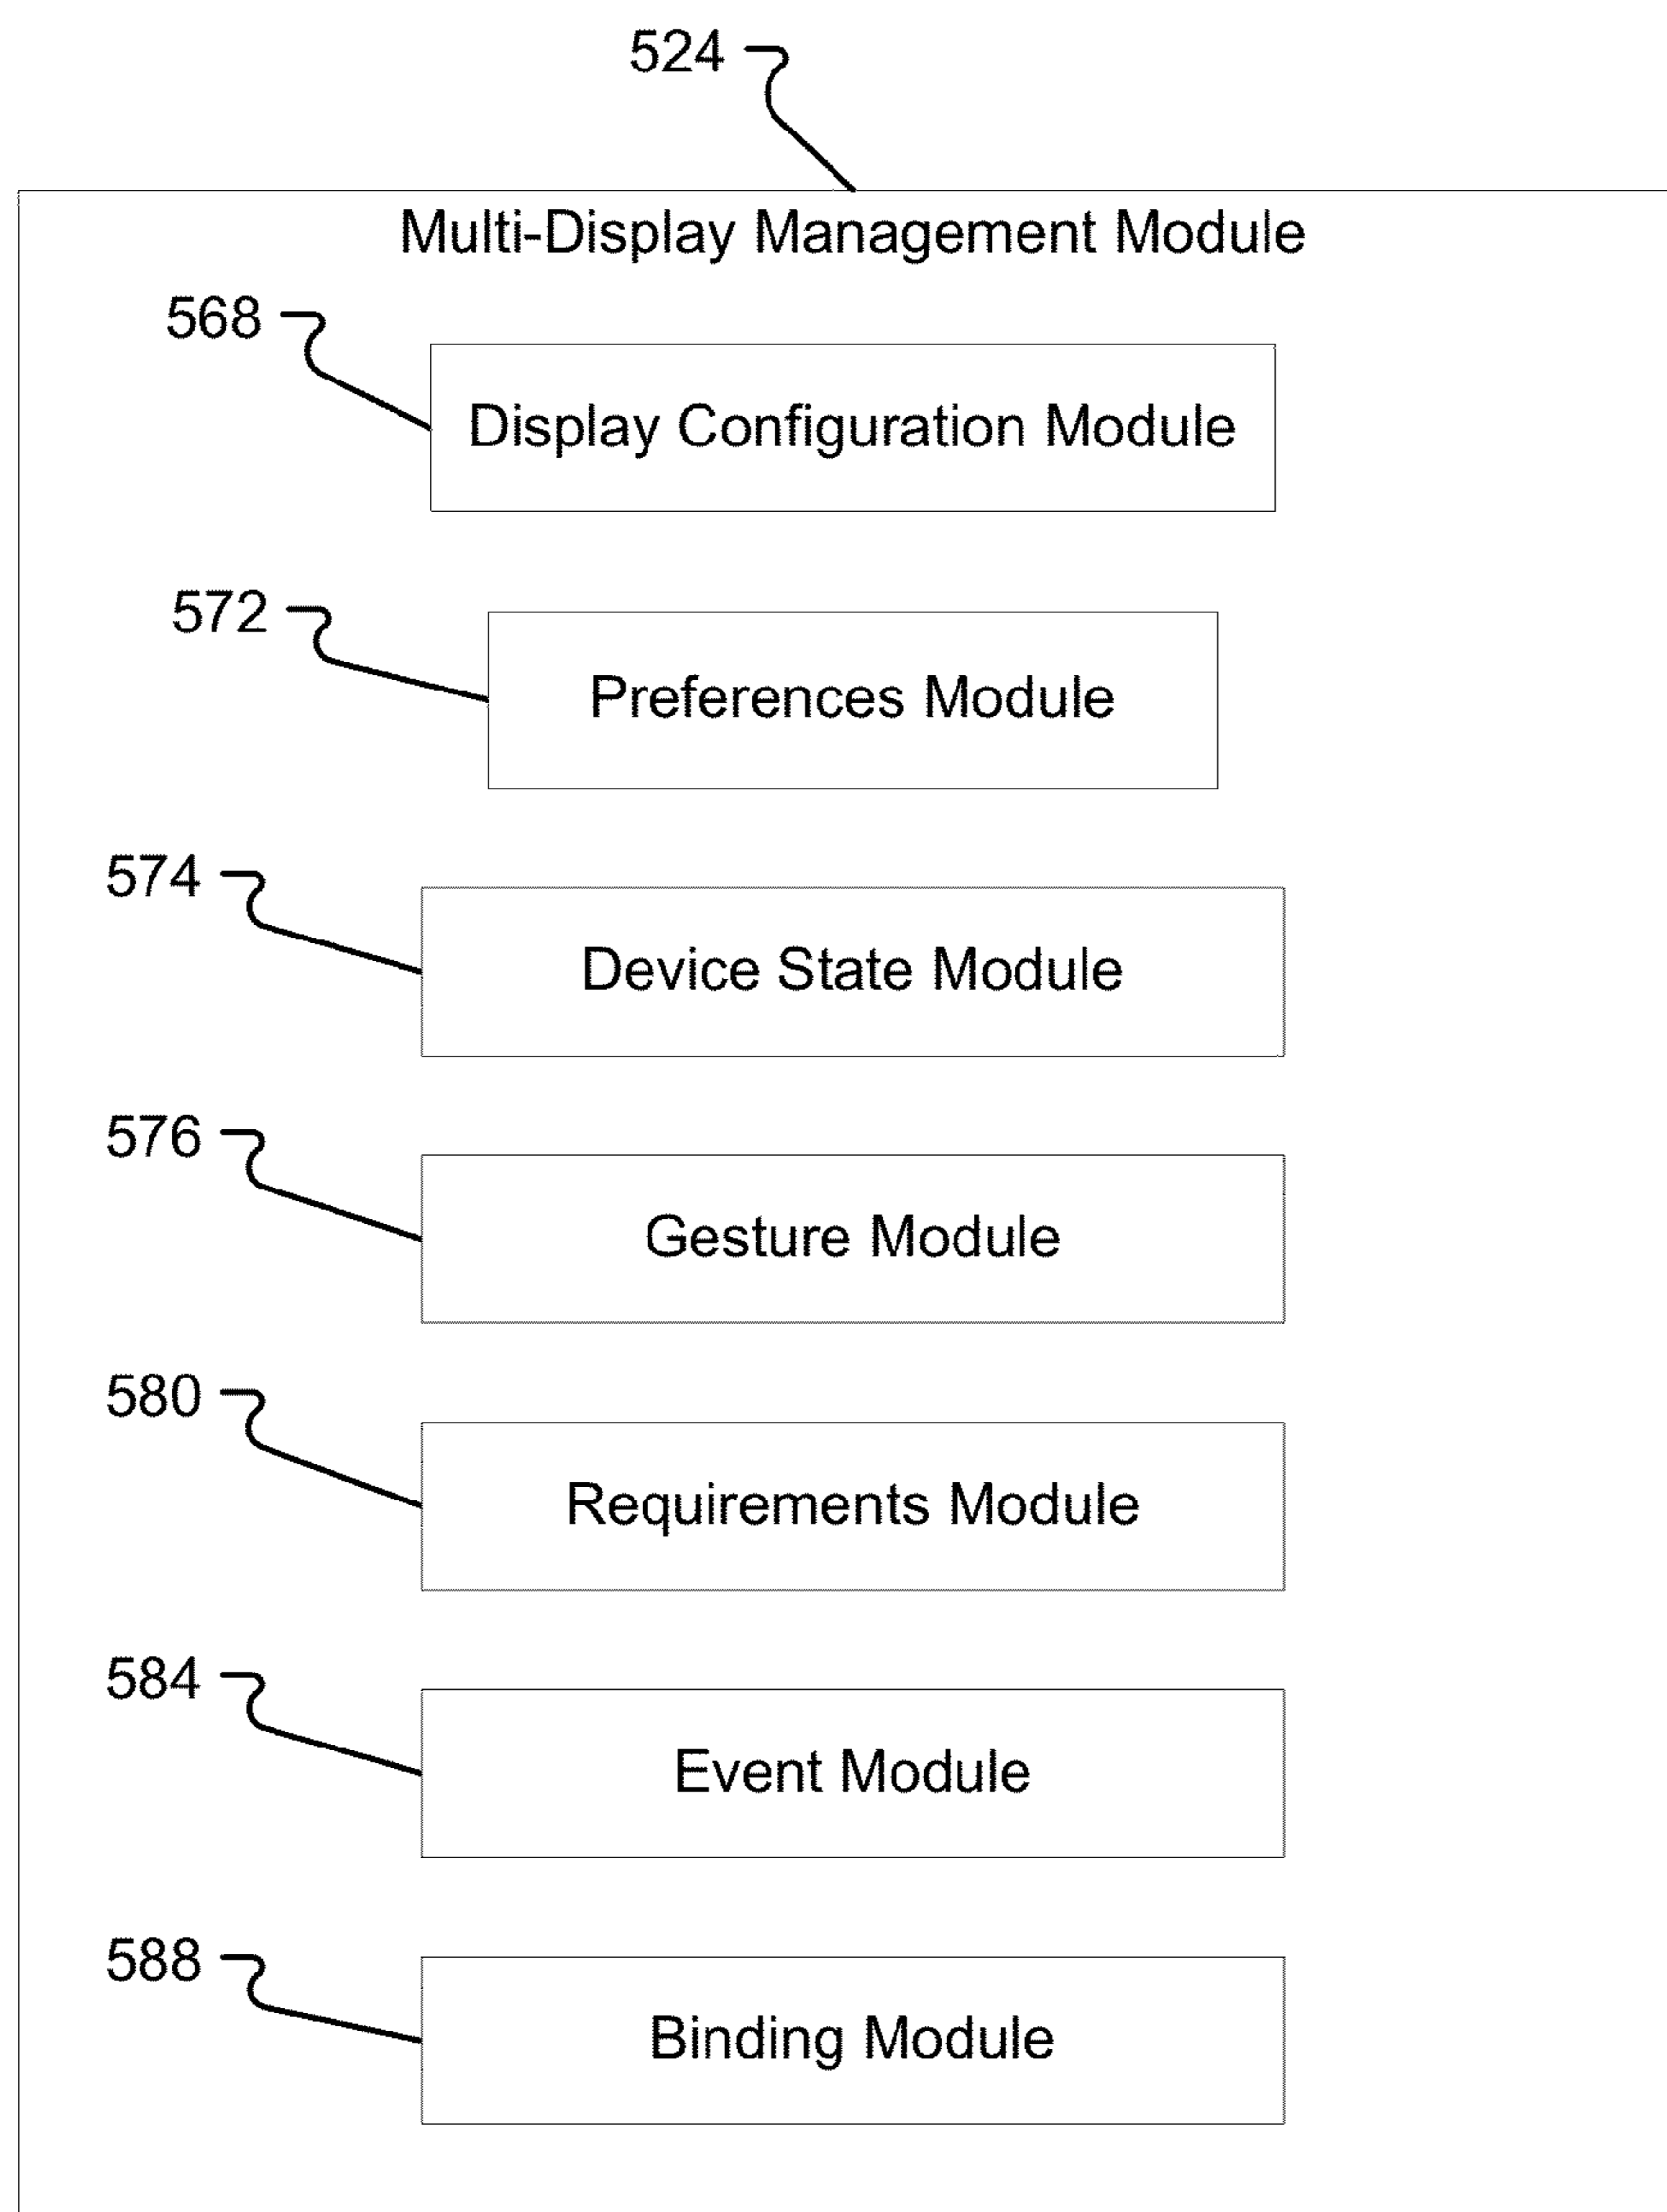 524
Multi-Display Management Module
568
Display Configuration Module
572
Preferences Module
574
Device State Module
576
Gesture Module
580
Requirements Module
584
Event Module
588
Binding Module